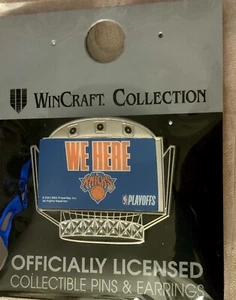 WINCRAFT. COLLECTION
WE HERE
KNICKS
NBA PLAYOFFS
OFFICIALLY LICENSED
COLLECTIBLE PINS & EARRINGS